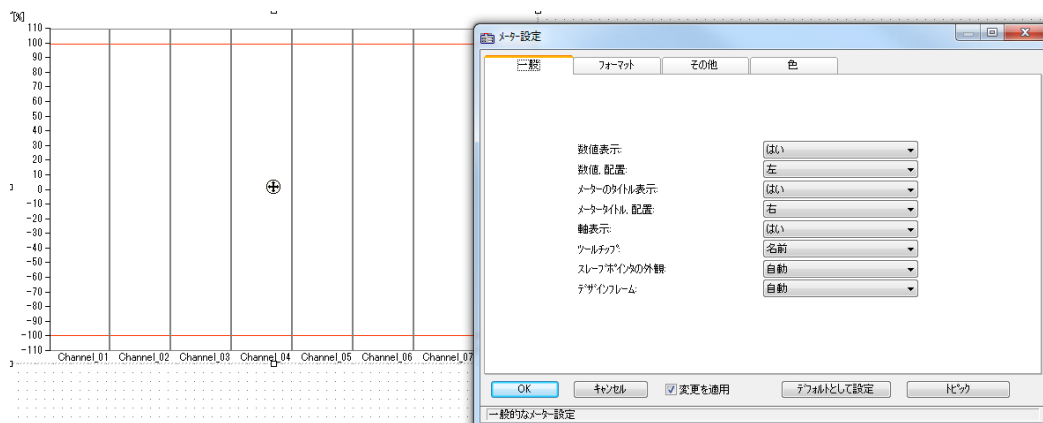 [%]
110
100
90
80
70
60
50
40
30
20
10
0
-10
-20
-30
-40
-50
-60
-70
-80
-90
-100
-110
Channel_01 Channel_02 Channel_03 Channel_04 Channel_05 Channel_06 Channel_07
メーター設定
一般 フォーマット その他 色
数値表示: はい
数値, 配置: 左
メーターのタイトル表示: はい
メータータイトル, 配置: 右
軸表示: はい
ツールチップ: 名前
スレーブポインタの外観: 自動
デザインフレーム: 自動
OK キャンセル 変更を適用 デフォルトとして設定 トピック
一般的なメーター設定